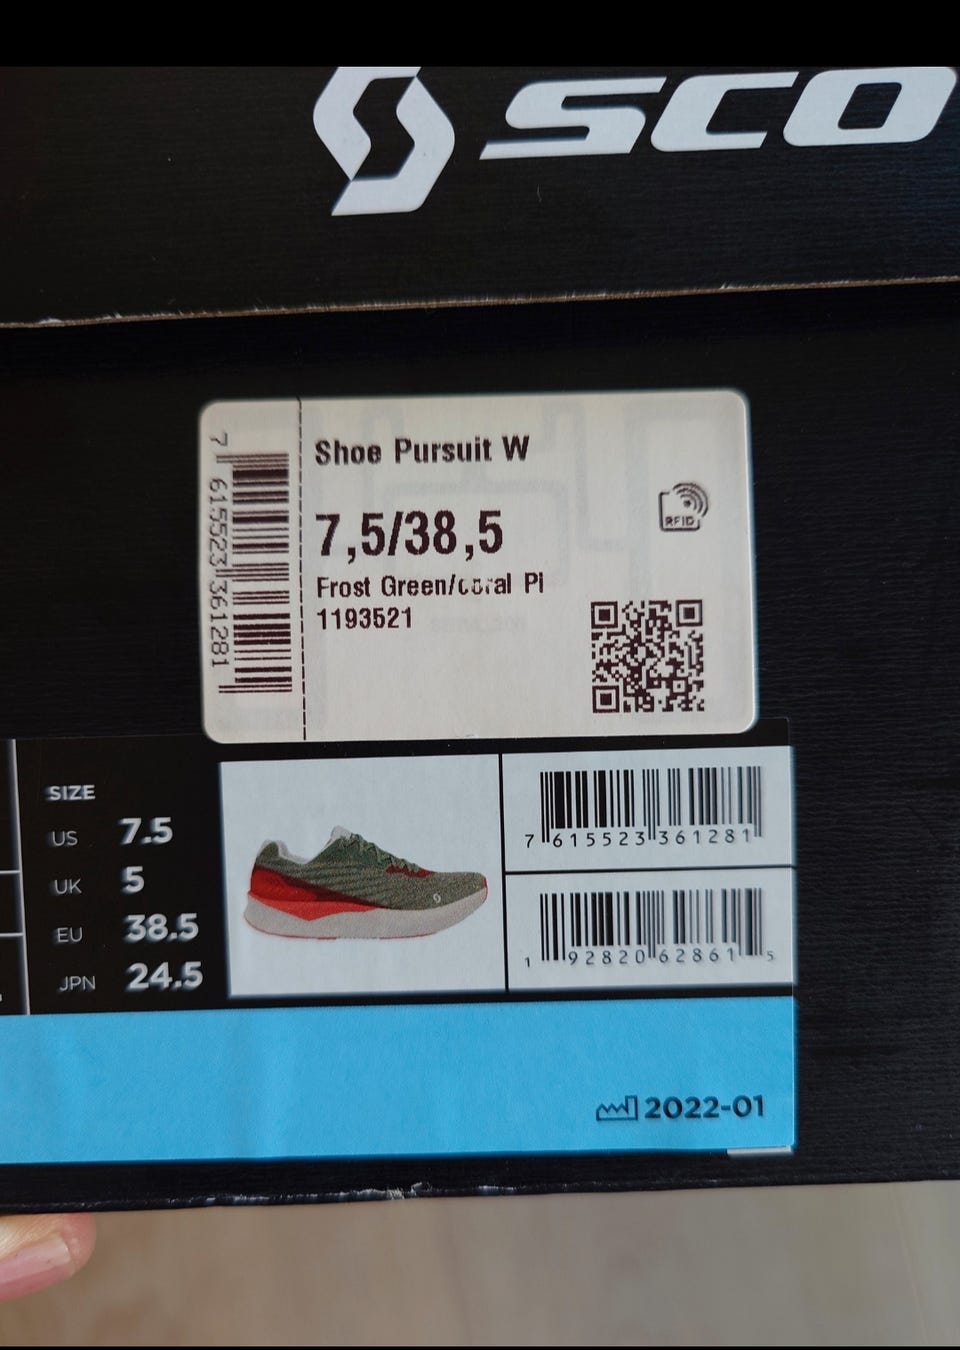 SCO
Shoe Pursuit W
7,5/38,5
Frost Green/coral Pi
1193521
RFID
7 615523 361281
SIZE
US 7.5
UK 5
EU 38.5
JPN 24.5
7 615523 361281
1 92820 62861 5
2022-01